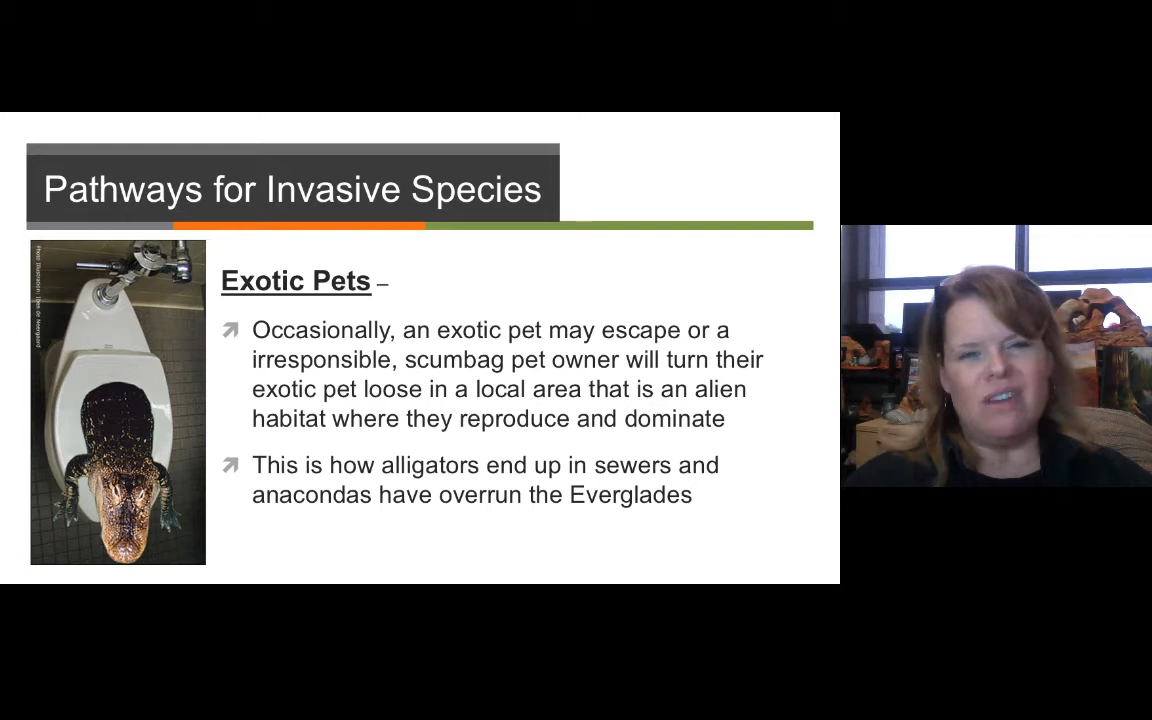 Pathways for Invasive Species
Exotic Pets –
Occasionally, an exotic pet may escape or a
irresponsible, scumbag pet owner will turn their
exotic pet loose in a local area that is an alien
habitat where they reproduce and dominate
This is how alligators end up in sewers and
anacondas have overrun the Everglades